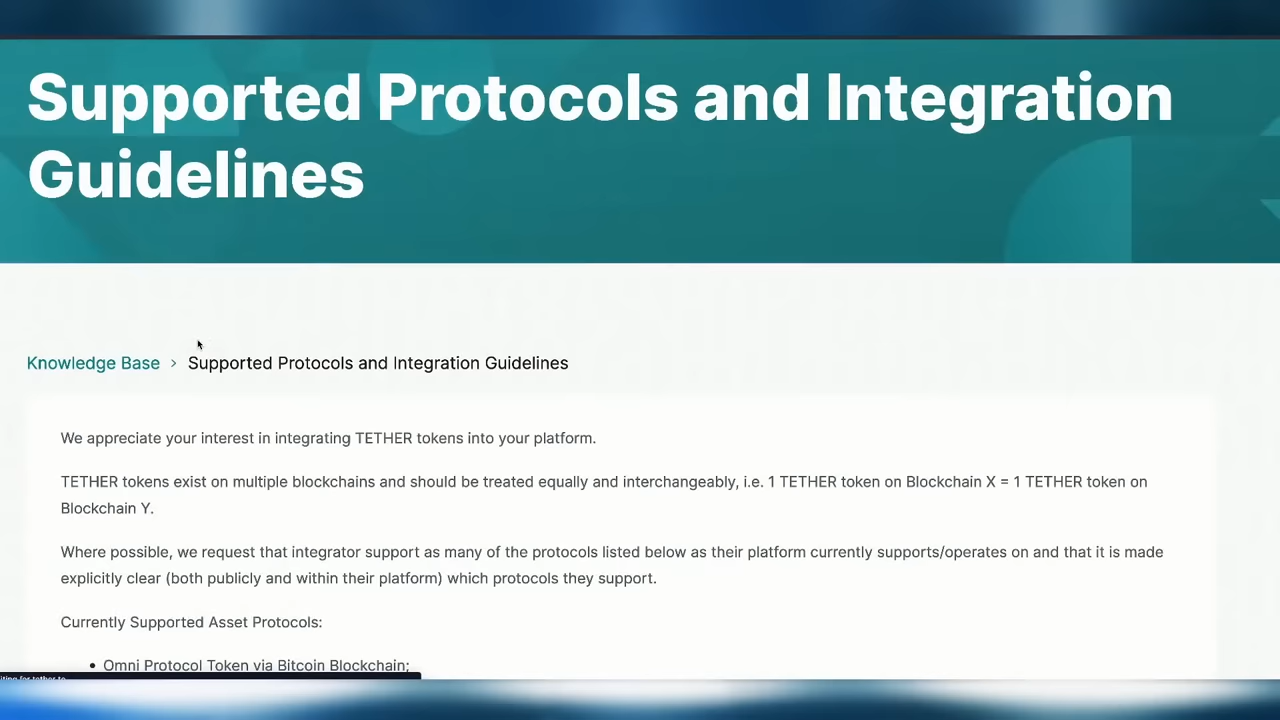 Supported Protocols and Integration
Guidelines
Knowledge Base > Supported Protocols and Integration Guidelines
We appreciate your interest in integrating TETHER tokens into your platform.
TETHER tokens exist on multiple blockchains and should be treated equally and interchangeably, i.e. 1 TETHER token on Blockchain X = 1 TETHER token on
Blockchain Y.
Where possible, we request that integrator support as many of the protocols listed below as their platform currently supports/operates on and that it is made
explicitly clear (both publicly and within their platform) which protocols they support.
Currently Supported Asset Protocols:
• Omni Protocol Token via Bitcoin Blockchain;